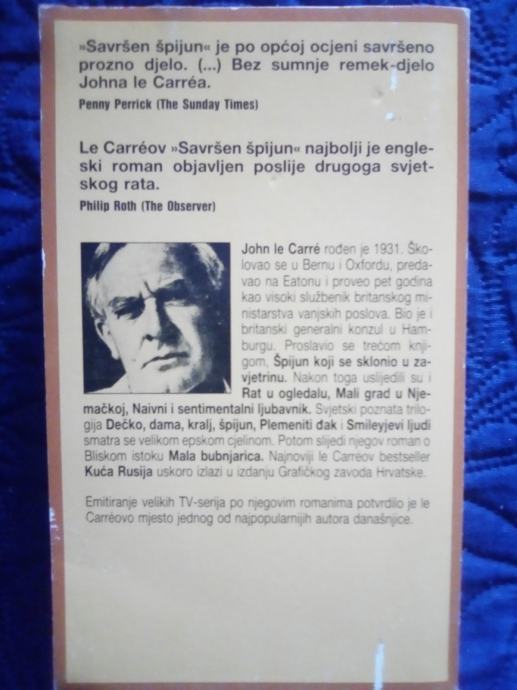 »Savršen špijun« je po općoj ocjeni savršeno
prozno djelo. (...) Bez sumnje remek-djelo
Johna le Carréa.
Penny Perrick (The Sunday Times)
Le Carréov »Savršen špijun« najbolji je engle-
ski roman objavljen poslije drugoga svjet-
skog rata.
Philip Roth (The Observer)
John le Carré rođen je 1931. Ško-
lovao se u Bernu i Oxfordu, preda-
vao na Eatonu i proveo pet godina
kao visoki službenik britanskog mi-
nistarstva vanjskih poslova. Bio je i
britanski generalni konzul u Ham-
burgu. Proslavio se trećom knji-
gom, Špijun koji se sklonio u za-
vjetrinu. Nakon toga uslijedili su i
Rat u ogledalu, Mali grad u Nje-
mačkoj, Naivni i sentimentalni ljubavnik. Svjetski poznata trilo-
gija Dečko, dama, kralj, špijun, Plemeniti đak i Smileyjevi ljudi
smatra se velikom epskom cjelinom. Potom slijedi njegov roman o
Bliskom istoku Mala bubnjarica. Najnoviji le Carréov bestseller
Kuća Rusija uskoro izlazi u izdanju Grafičkog zavoda Hrvatske.
Emitiranje velikih TV-serija po njegovim romanima potvrdilo je le
Carréovo mjesto jednog od najpopularnijih autora današnjice.